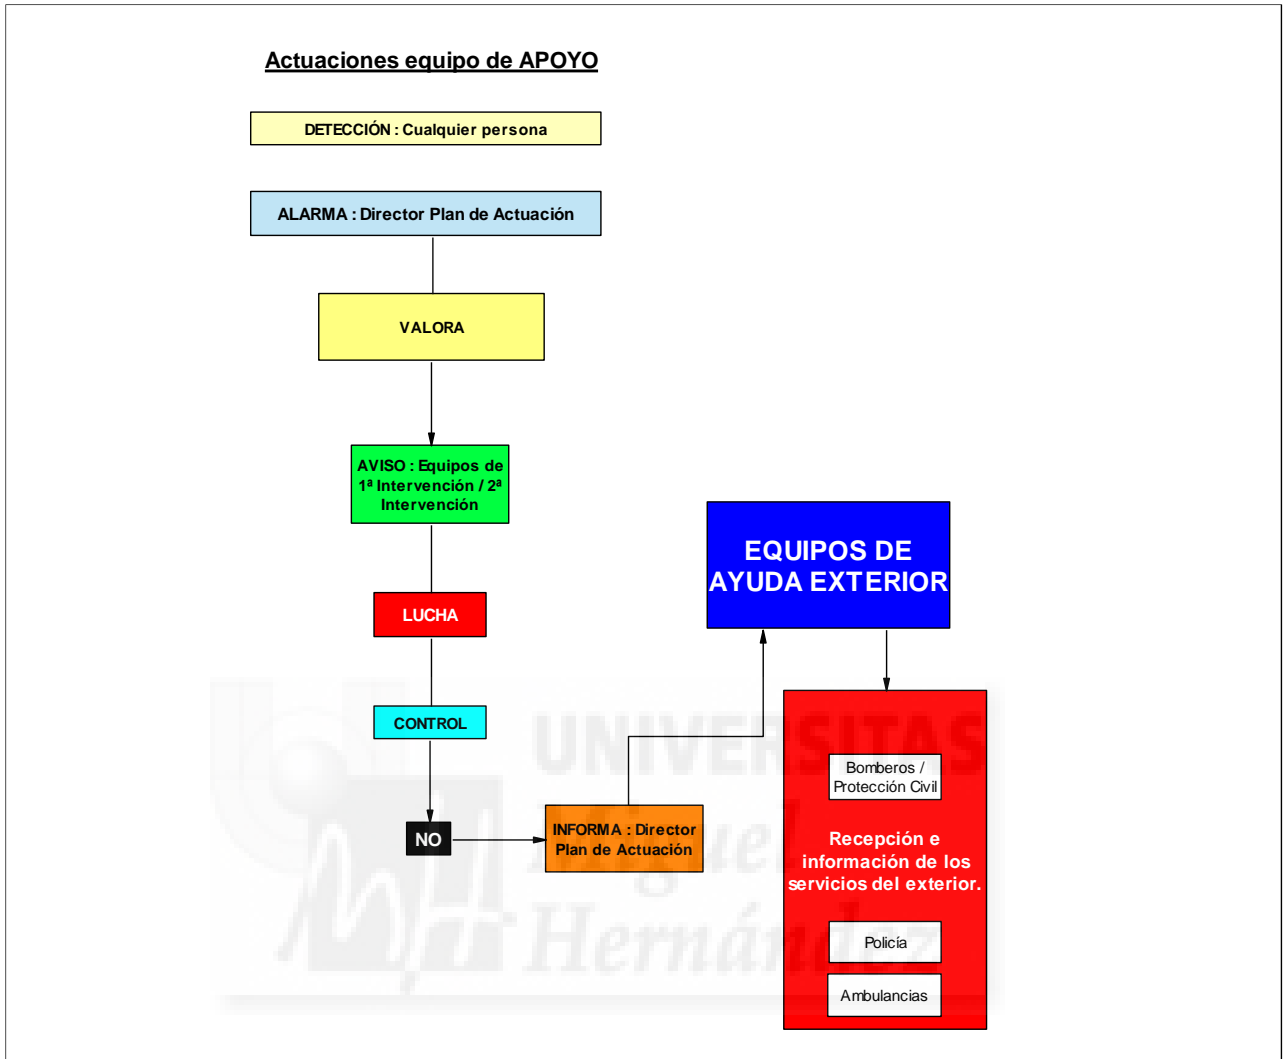 Actuaciones equipo de APOYO
DETECCIÓN : Cualquier persona
ALARMA : Director Plan de Actuación
VALORA
AVISO : Equipos de
1ª Intervención / 2ª
Intervención
LUCHA
CONTROL
NO
INFORMA : Director
Plan de Actuación
EQUIPOS DE
AYUDA EXTERIOR
Bomberos /
Protección Civil
Recepción e
información de los
servicios del exterior.
Policía
Ambulancias
UNIVERSITAS
Miguel
Hernández